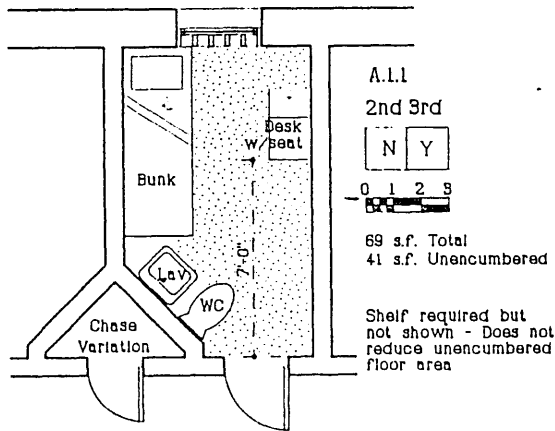 A.1.1
2nd 3rd
N Y
0 1 2 3
69 s.f. Total
41 s.f. Unencumbered
Shelf required but
not shown - Does not
reduce unencumbered
floor area
Desk
w/seat
Bunk
7'-0"
Lav
WC
Chase
Variation